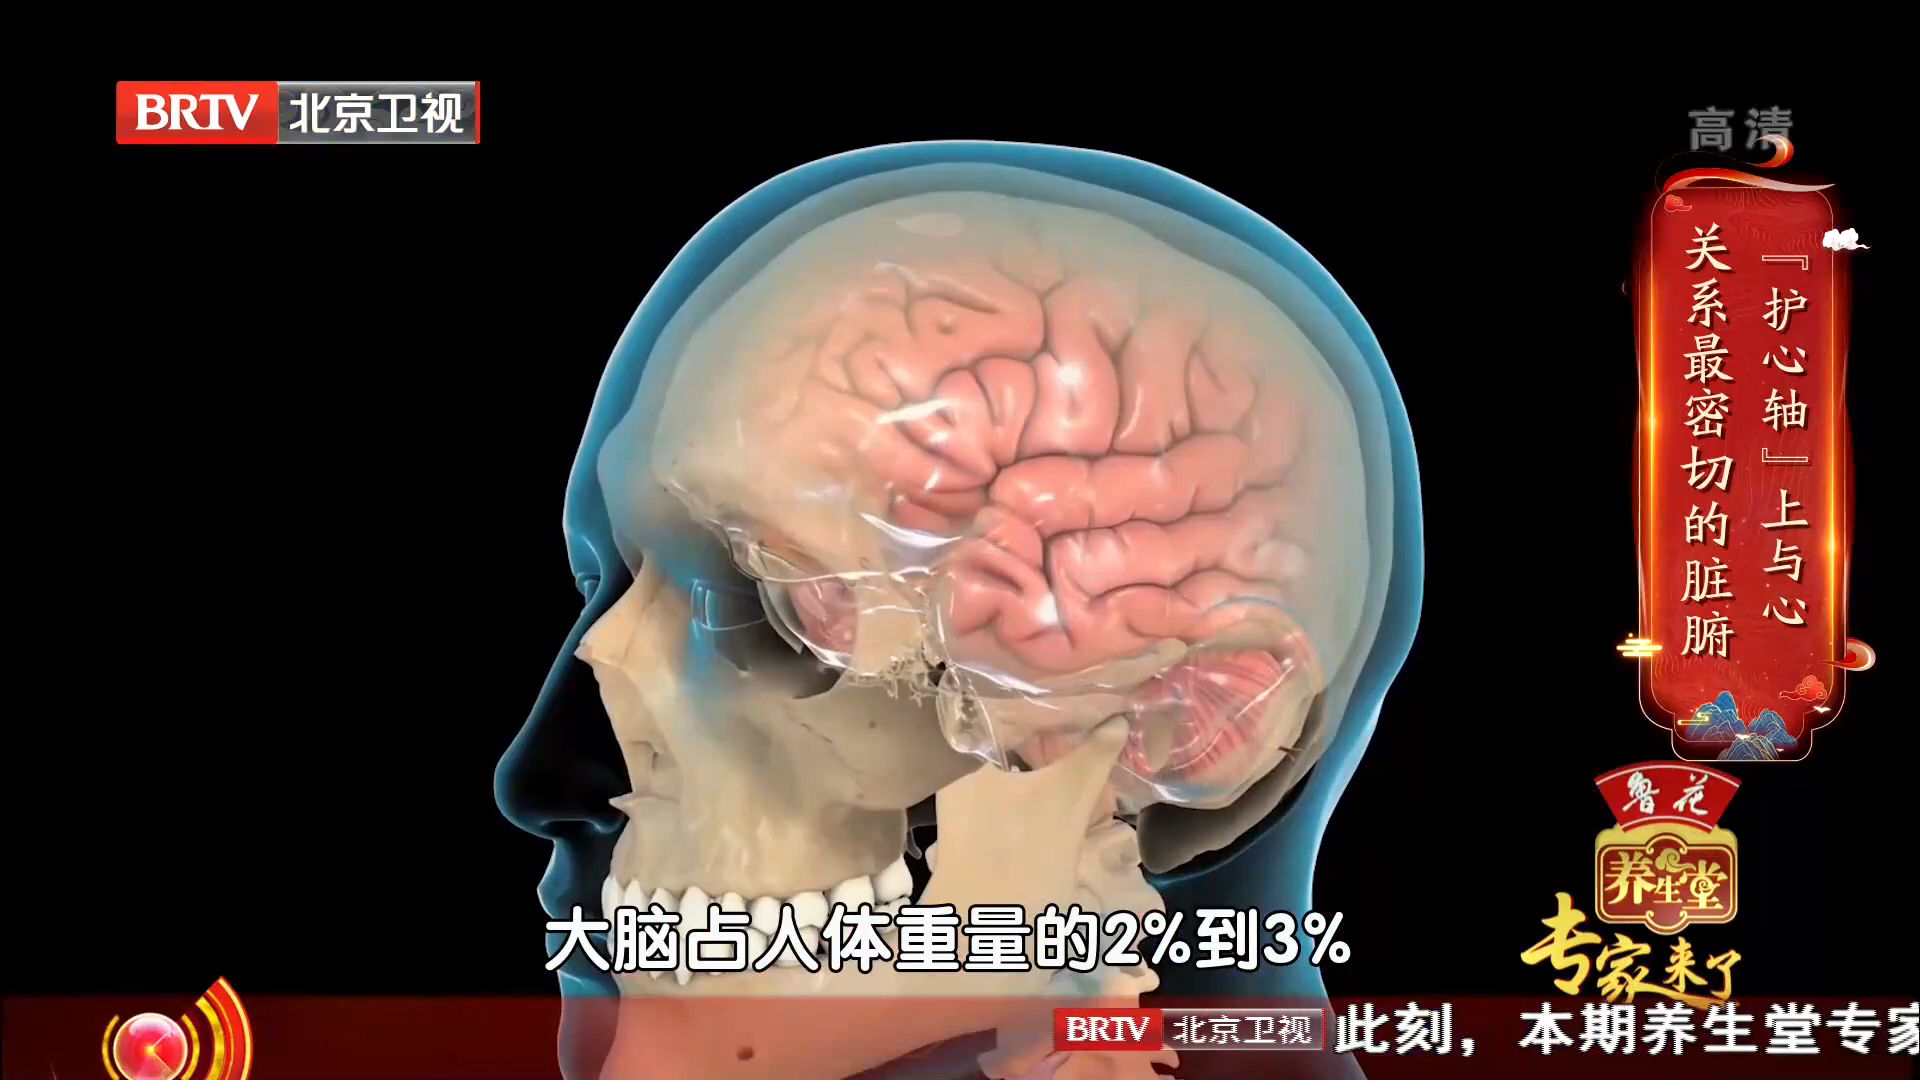 BRTV 北京卫视
高清
『护心轴』上与心
关系最密切的脏腑
鲁花
养生堂
专家来了
大脑占人体重量的2%到3%
BRTV 北京卫视 此刻，本期养生堂专家